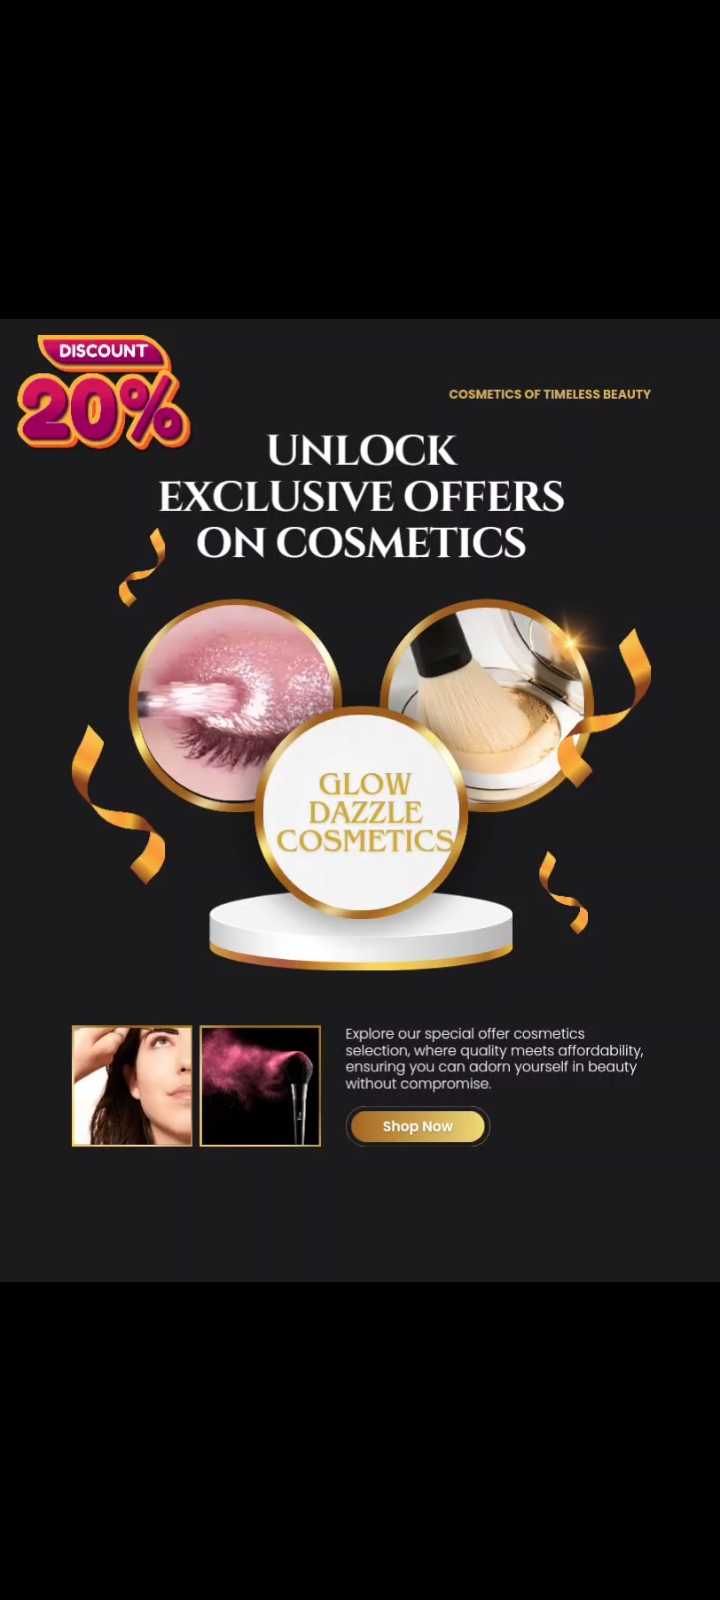 DISCOUNT
20%
COSMETICS OF TIMELESS BEAUTY
UNLOCK
EXCLUSIVE OFFERS
ON COSMETICS
GLOW
DAZZLE
COSMETICS
Explore our special offer cosmetics
selection, where quality meets affordability,
ensuring you can adorn yourself in beauty
without compromise.
Shop Now